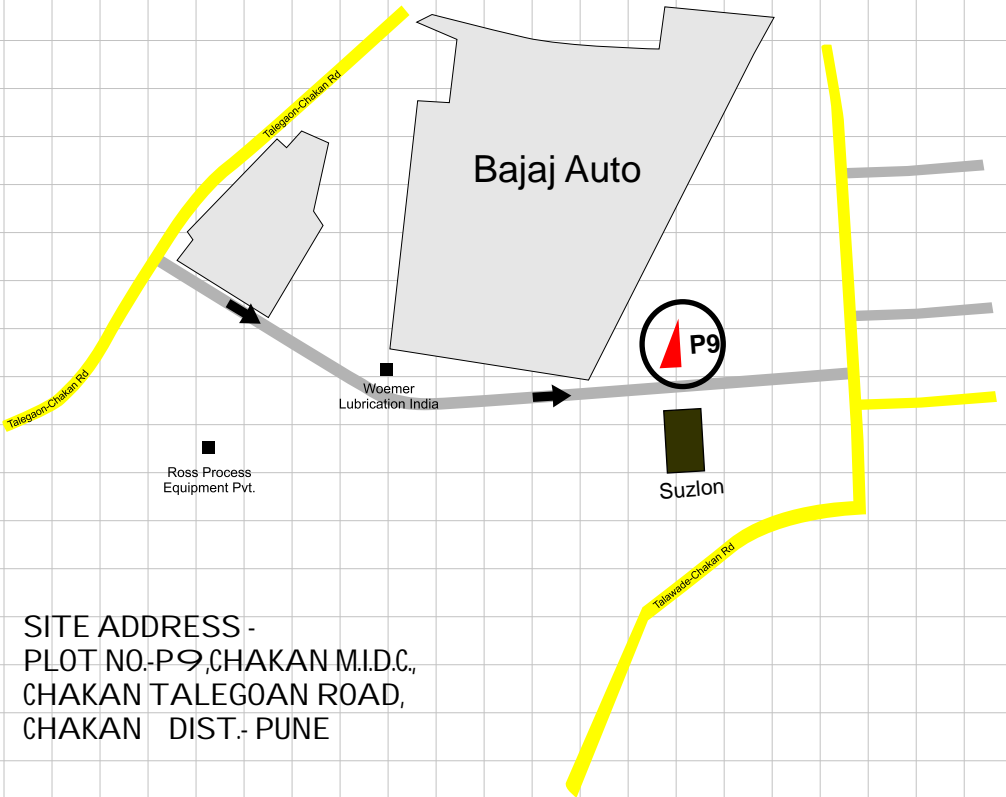 Talegaon-Chakan Rd
Bajaj Auto
P9
Woemer
Lubrication India
Talegaon-Chakan Rd
Ross Process
Equipment Pvt.
Suzlon
Talawade-Chakan Rd
SITE ADDRESS -
PLOT NO.-P9,CHAKAN M.I.D.C.,
CHAKAN TALEGOAN ROAD,
CHAKAN DIST.- PUNE